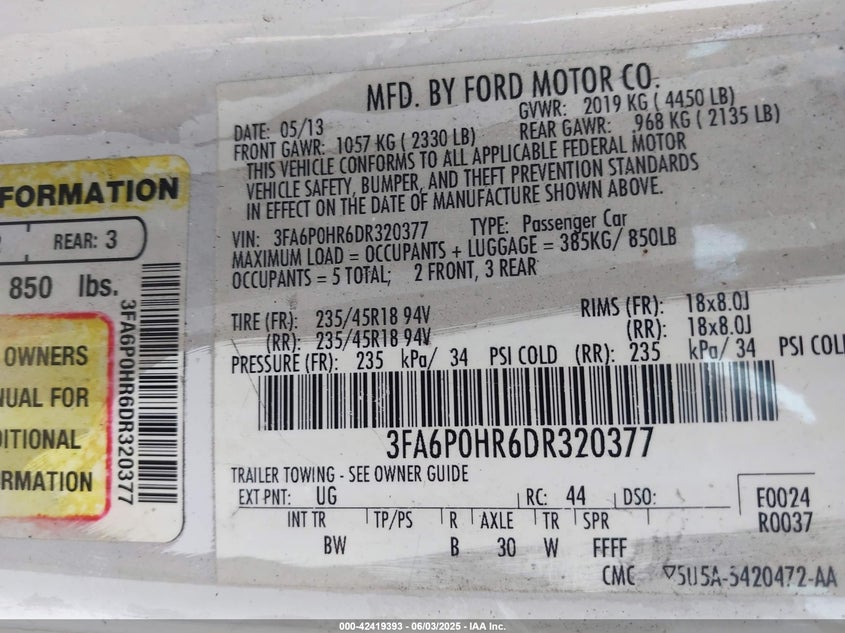 MFD. BY FORD MOTOR CO.
DATE: 05/13
GVWR: 2019 KG ( 4450 LB)
FRONT GAWR: 1057 KG ( 2330 LB)
REAR GAWR: 968 KG ( 2135 LB)
THIS VEHICLE CONFORMS TO ALL APPLICABLE FEDERAL MOTOR
VEHICLE SAFETY, BUMPER, AND THEFT PREVENTION STANDARDS
IN EFFECT ON THE DATE OF MANUFACTURE SHOWN ABOVE.
VIN: 3FA6P0HR6DR320377 TYPE: Passenger Car
MAXIMUM LOAD = OCCUPANTS + LUGGAGE = 385KG/ 850LB
OCCUPANTS = 5 TOTAL; 2 FRONT, 3 REAR
TIRE (FR): 235/45R18 94V RIMS (FR): 18x8.0J
(RR): 235/45R18 94V (RR): 18x8.0J
PRESSURE (FR): 235 kPa/ 34 PSI COLD (RR): 235 kPa/ 34 PSI COLD
3FA6P0HR6DR320377
TRAILER TOWING - SEE OWNER GUIDE
EXT PNT: UG RC: 44 DSO: F0024
R0037
INT TR TP/PS R AXLE TR SPR
BW B 30 W FFFF
CMC 5U5A-5420472-AA
FORMATION
REAR: 3
850 lbs.
3FA6P0HR6DR320377
OWNERS
NUAL FOR
DITIONAL
RMATION
000-42419393 - 06/03/2025 - IAA Inc.